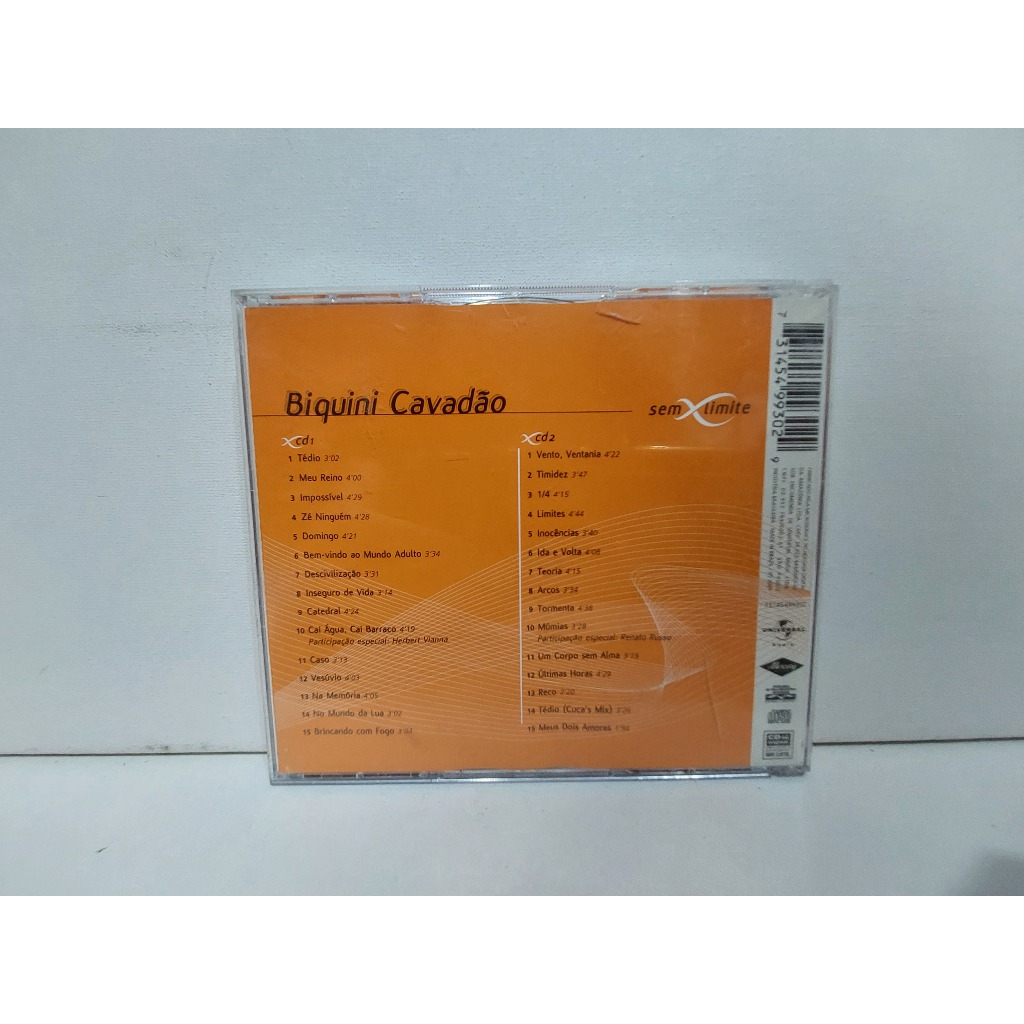 Biquini Cavadão
sem limite
cd1
1 Tédio 3:02
2 Meu Reino 4:00
3 Impossível 4:29
4 Zé Ninguém 4:28
5 Domingo 4:21
6 Bem-vindo ao Mundo Adulto 3:34
7 Descivilização 3:31
8 Inseguro de Vida 3:14
9 Catedral 4:24
10 Cai Água, Cai Barraco 4:19
Participação especial: Herbert Vianna
11 Caso 3:13
12 Vesúvio 4:03
13 Na Memória 4:05
14 No Mundo da Lua 3:02
15 Brincando com Fogo
cd2
1 Vento, Ventania 4:22
2 Timidez 3:47
3 1/4 4:15
4 Limites 4:44
5 Inocências 3:40
6 Ida e Volta 4:08
7 Teoria 4:15
8 Arcos 3:34
9 Tormenta 4:38
10 Múmias 3:28
Participação especial: Renato Russo
11 Um Corpo sem Alma
12 Últimas Horas 4:29
13 Reco 3:20
14 Tédio (Cuca's Mix)
15 Meus Dois Amores
7 31454 99302 9
UNIVERSAL